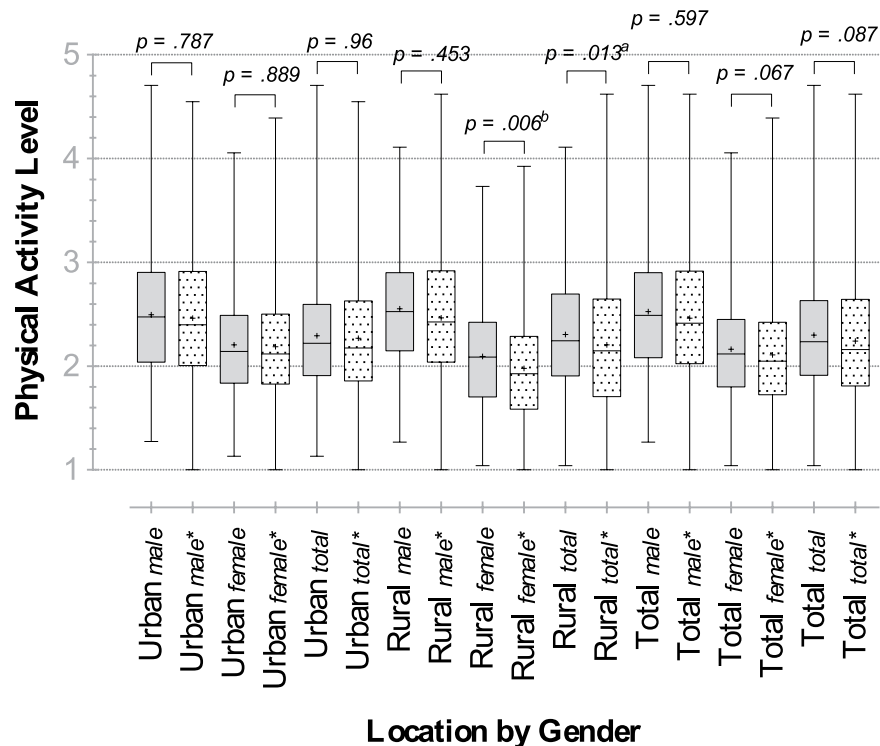 p = .597
p = .087
p = .787
p = .96
p = .453
p = .013a
p = .889
p = .067
p = .006b
Physical Activity Level
5
4
3
2
1
Urban male
Urban male*
Urban female
Urban female*
Urban total
Urban total*
Rural male
Rural male*
Rural female
Rural female*
Rural total
Rural total*
Total male
Total male*
Total female
Total female*
Total total
Total total*
Location by Gender